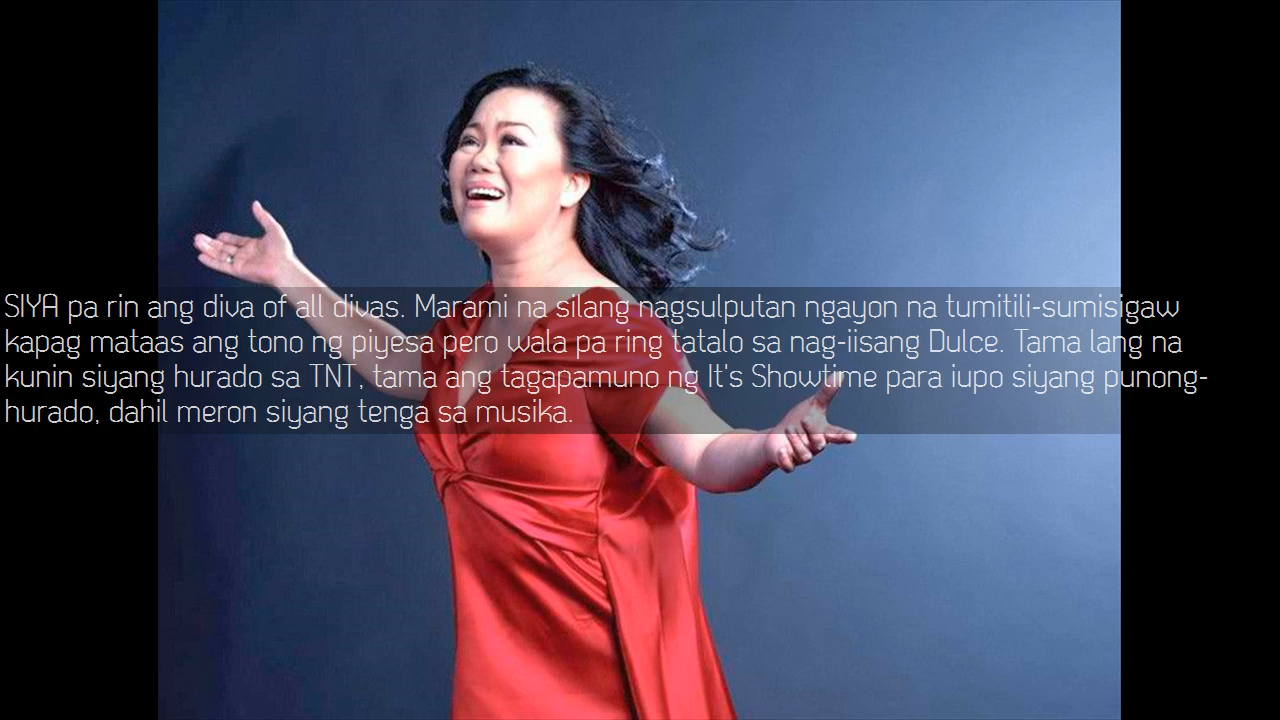 SIYA pa rin ang diva of all divas. Marami na silang nagsulputan ngayon na tumitili-sumisigaw
kapag mataas ang tono ng piyesa pero wala pa ring tatalo sa nag-iisang Dulce. Tama lang na
kunin siyang hurado sa TNT, tama ang tagapamuno ng It's Showtime para iupo siyang punong-
hurado, dahil meron siyang tenga sa musika.